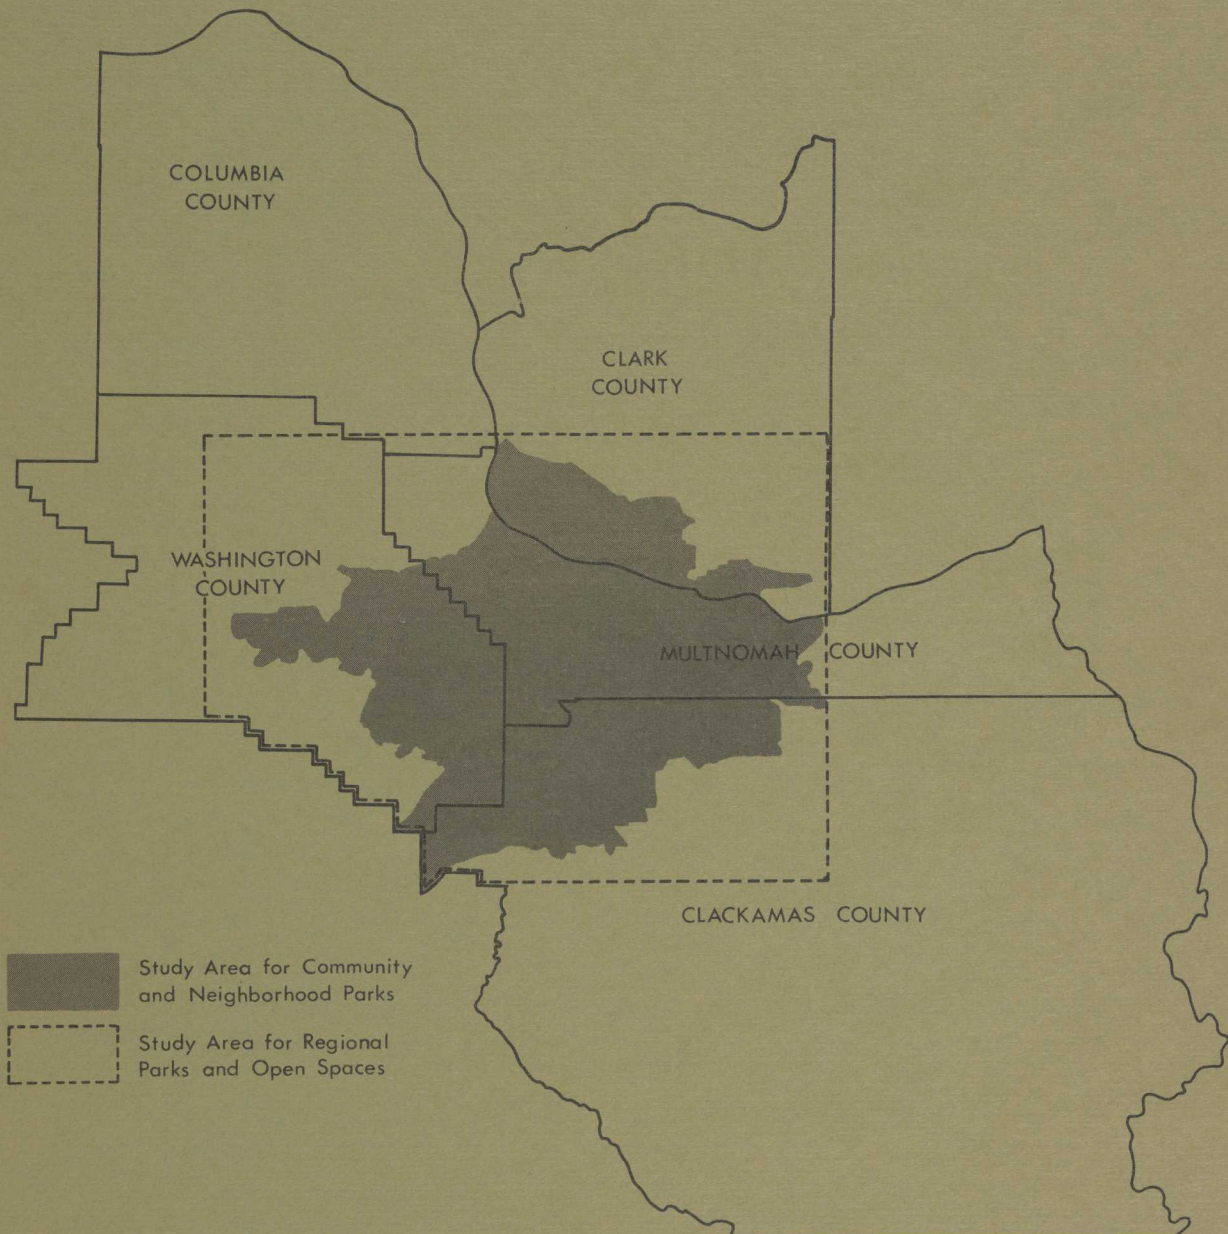 COLUMBIA
COUNTY
CLARK
COUNTY
WASHINGTON
COUNTY
MULTNOMAH COUNTY
CLACKAMAS COUNTY
Study Area for Community
and Neighborhood Parks
Study Area for Regional
Parks and Open Spaces